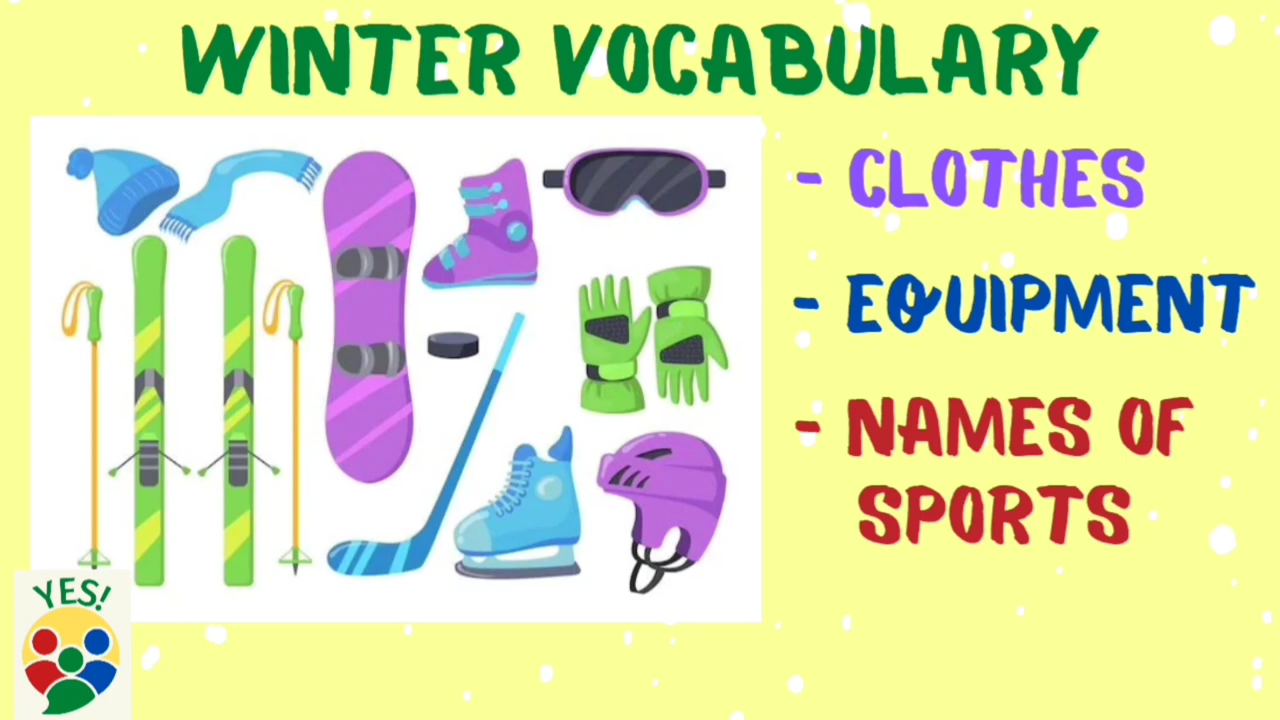 WINTER VOCABULARY
- CLOTHES
- EQUIPMENT
- NAMES OF
SPORTS
YES!